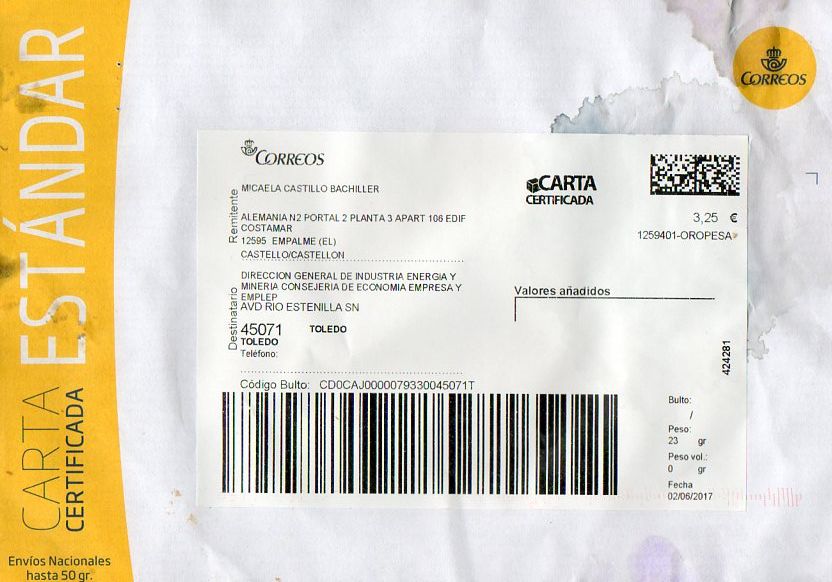 CARTA
CERTIFICADA
ESTÁNDAR
Envíos Nacionales
hasta 50 gr.
CORREOS
CORREOS
Remitente
MICAELA CASTILLO BACHILLER
ALEMANIA N2 PORTAL 2 PLANTA 3 APART 106 EDIF
COSTAMAR
12595 EMPALME (EL)
CASTELLO/CASTELLON
CARTA
CERTIFICADA
3,25 €
1259401-OROPESA
Destinatario
DIRECCION GENERAL DE INDUSTRIA ENERGIA Y
MINERIA CONSEJERIA DE ECONOMIA EMPRESA Y
EMPLEP
AVD RIO ESTENILLA SN
45071 TOLEDO
TOLEDO
Teléfono:
Valores añadidos
424281
Código Bulto: CD0CAJ0000079330045071T
Bulto:
/
Peso:
23 gr
Peso vol.:
0 gr
Fecha
02/06/2017